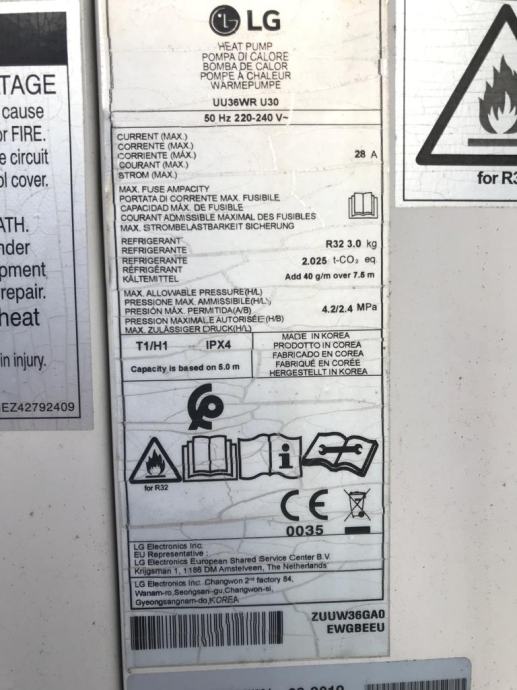 LG
HEAT PUMP
POMPA DI CALORE
BOMBA DE CALOR
POMPE À CHALEUR
WÄRMEPUMPE
UU36WR U30
50 Hz 220-240 V~
CURRENT (MAX.)
CORRENTE (MAX.)
CORRIENTE (MÁX.)
COURANT (MAX.)
STROM (MAX.)
28 A
MAX. FUSE AMPACITY
PORTATA DI CORRENTE MAX. FUSIBILE
CAPACIDAD MÁX. DE FUSIBLE
COURANT ADMISSIBLE MAXIMAL DES FUSIBLES
MAX. STROMBELASTBARKEIT SICHERUNG
REFRIGERANT
REFRIGERANTE
REFRIGERANTE
RÉFRIGÉRANT
KÄLTEMITTEL
R32 3.0 kg
2.025 t-CO₂ eq
Add 40 g/m over 7.5 m
MAX. ALLOWABLE PRESSURE(H/L)
PRESSIONE MAX. AMMISSIBILE(H/L)
PRESIÓN MÁX. PERMITIDA(A/B)
PRESSION MAXIMALE AUTORISÉE(H/B)
MAX. ZULÄSSIGER DRUCK(H/L)
4.2/2.4 MPa
T1/H1 IPX4
Capacity is based on 5.0 m
MADE IN KOREA
PRODOTTO IN COREA
FABRICADO EN COREA
FABRIQUÉ EN CORÉE
HERGESTELLT IN KOREA
for R32
CE
0035
LG Electronics Inc.
EU Representative :
LG Electronics European Shared Service Center B.V.
Krijgsman 1, 1186 DM Amstelveen, The Netherlands
LG Electronics Inc. Changwon 2nd factory 84,
Wanam-ro,Seongsan-gu,Changwon-si,
Gyeongsangnam-do,KOREA
ZUUW36GA0
EWGBEEU
TAGE
cause
or FIRE.
e circuit
ol cover.
ATH.
nder
pment
repair.
heat
in injury.
EZ42792409
for R3